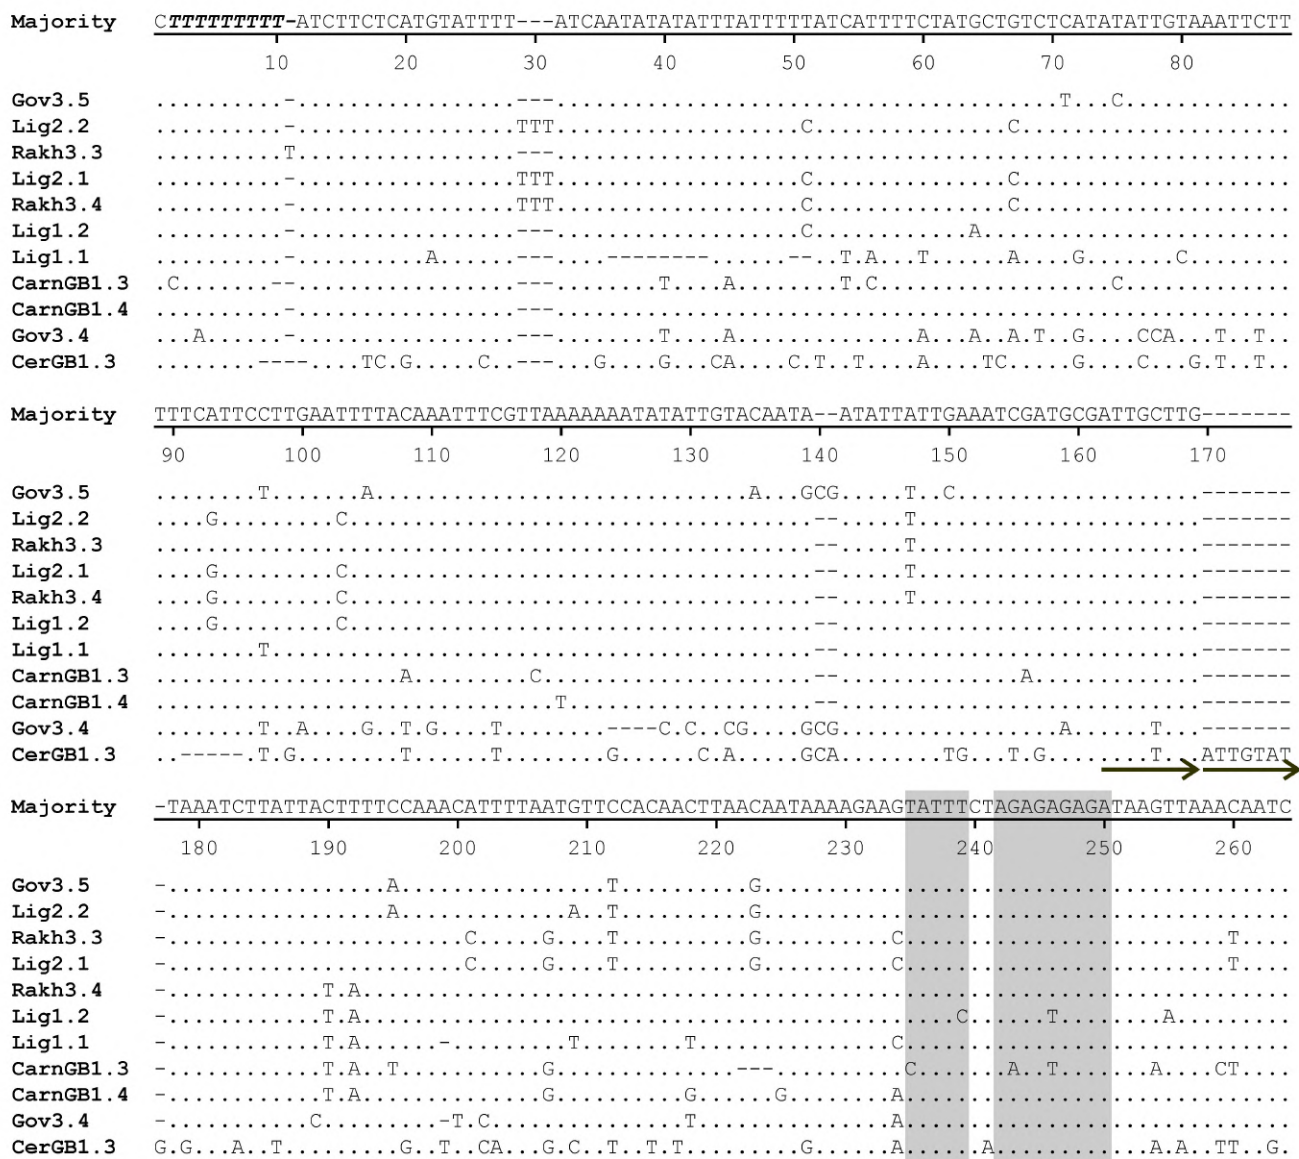 Majority CTTTTTTTTT-ATCTTCTCATGTATTTT---ATCAATATATATTTATTTTTATCATTTTCTATGCTGTCTCATATATTGTAAATTCTT
10 20 30 40 50 60 70 80
Gov3.5 ..........-.................---.......................................T...C.............
Lig2.2 ..........-.................TTT...................C...............C.....................
Rakh3.3 ..........T.................---.........................................................
Lig2.1 ..........-.................TTT...................C...............C.....................
Rakh3.4 ..........-.................TTT...................C...............C.....................
Lig1.2 ..........-.................---...................C............A........................
Lig1.1 ..........-..........A......---....--------......--..T.A...T......A....G.......C........
CarnGB1.3 .C.......--.................---........T....A........T.C..................C.............
CarnGB1.4 ..........-.................---.........................................................
Gov3.4 ...A......-.................---........T....A..............A...A..A.T..G....CCA...T..T..
CerGB1.3 ........----....TC.G.....C..---...G....G...CA....C.T..T....A....TC.....G....C...G.T..T..
Majority TTTCATTCCTTGAATTTTACAAATTTCGTTAAAAAAATATATTGTACAATA--ATATTATTGAAATCGATGCGATTGCTTG-------
90 100 110 120 130 140 150 160 170
Gov3.5 ........T.......A.............................A...GCG.....T..C...................-------
Lig2.2 ....G.........C....................................--.....T......................-------
Rakh3.3 ...................................................--.....T......................-------
Lig2.1 ....G.........C....................................--.....T......................-------
Rakh3.4 ....G.........C....................................--.....T......................-------
Lig1.2 ....G.........C....................................--............................-------
Lig1.1 ........T..........................................--............................-------
CarnGB1.3 ...................A.........C.....................--..............A.............-------
CarnGB1.4 ...............................T...................--............................-------
Gov3.4 ........T..A....G..T.G....T........----C.C..CG....GCG.................A......T...-------
CerGB1.3 ..-----.T.G........T......T........G......C.A.....GCA........TG...T.G........T...ATTGTAT
Majority -TAAATCTTATTACTTTTCCAAACATTTTAATGTTCCACAACTTAACAATAAAAGAAGTATTTCTAGAGAGAGATAAGTTAAACAATC
180 190 200 210 220 230 240 250 260
Gov3.5 -.................A................T..........G.........................................
Lig2.2 -.................A.............A..T..........G.........................................
Rakh3.3 -.......................C.....G....T..........G..........C.........................T....
Lig2.1 -.......................C.....G....T..........G..........C.........................T....
Rakh3.4 -............T.A........................................................................
Lig1.2 -............T.A..............................................C......T........A.........
Lig1.1 -............T.A......-.........T........T...............C..............................
CarnGB1.3 -............T.A..T...........G..............---..........C.......A..T.......A....CT....
CarnGB1.4 -............T.A..............G..........G......G........A..............................
Gov3.4 -...........C.........-T.C...............T...............A..............................
CerGB1.3 G.G...A..T.........G..T..CA...G.C..T..T.T.........G......A......A............A.A..TT..G.